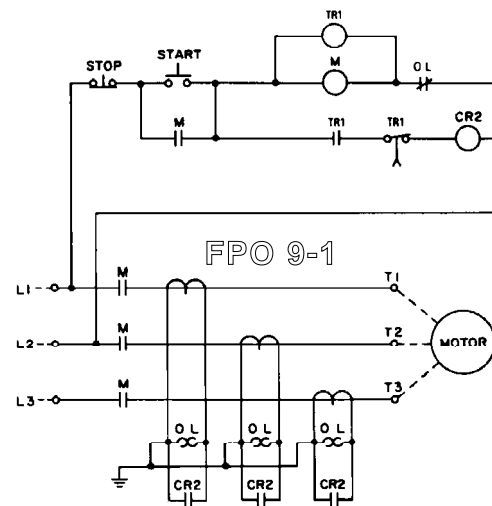 TR1
STOP
START
M
O L
M
TR1
TR1
CR2
FPO 9-1
L1
M
T1
L2
M
T2
MOTOR
L3
M
T3
O L
O L
O L
CR2
CR2
CR2